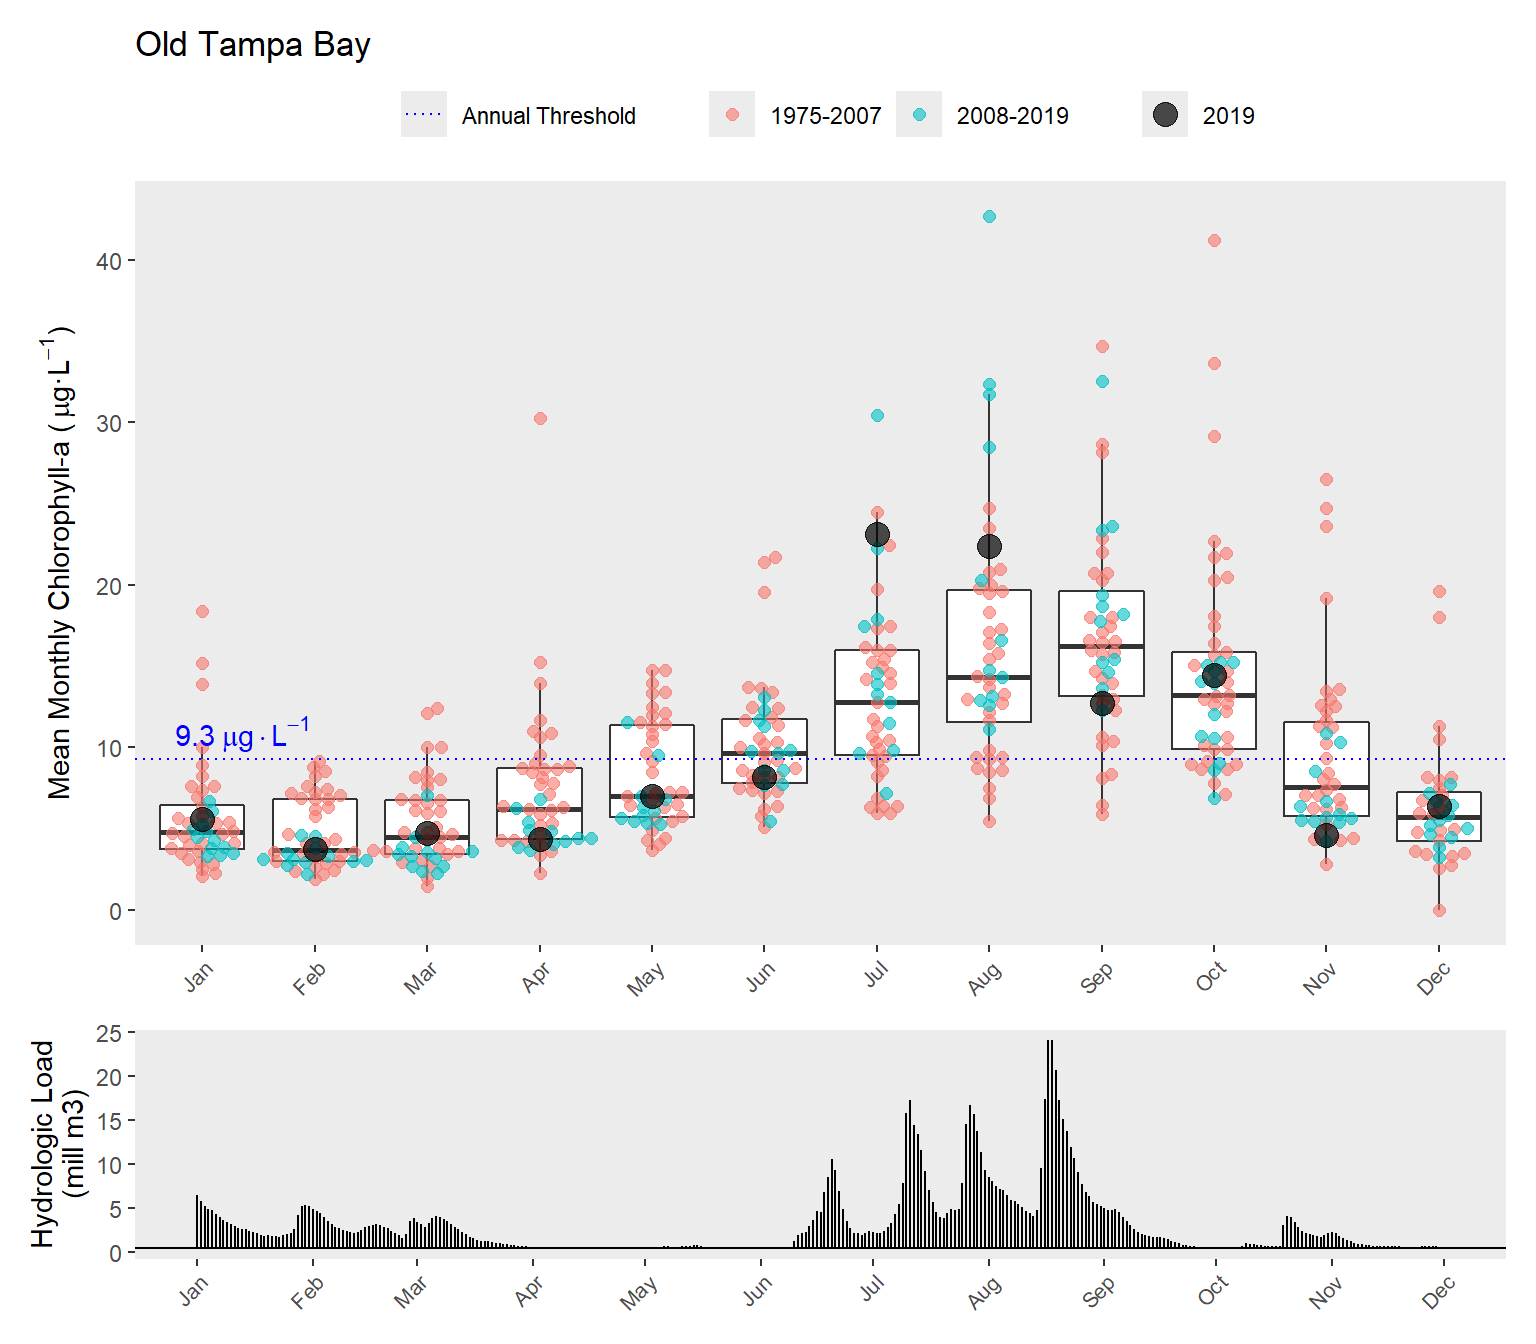 Old Tampa Bay
Annual Threshold
1975-2007
2008-2019
2019
Mean Monthly Chlorophyll-a ( μg·L⁻¹)
40
30
20
10
0
9.3 μg·L⁻¹
Jan
Feb
Mar
Apr
May
Jun
Jul
Aug
Sep
Oct
Nov
Dec
Hydrologic Load
(mill m3)
25
20
15
10
5
0
Jan
Feb
Mar
Apr
May
Jun
Jul
Aug
Sep
Oct
Nov
Dec